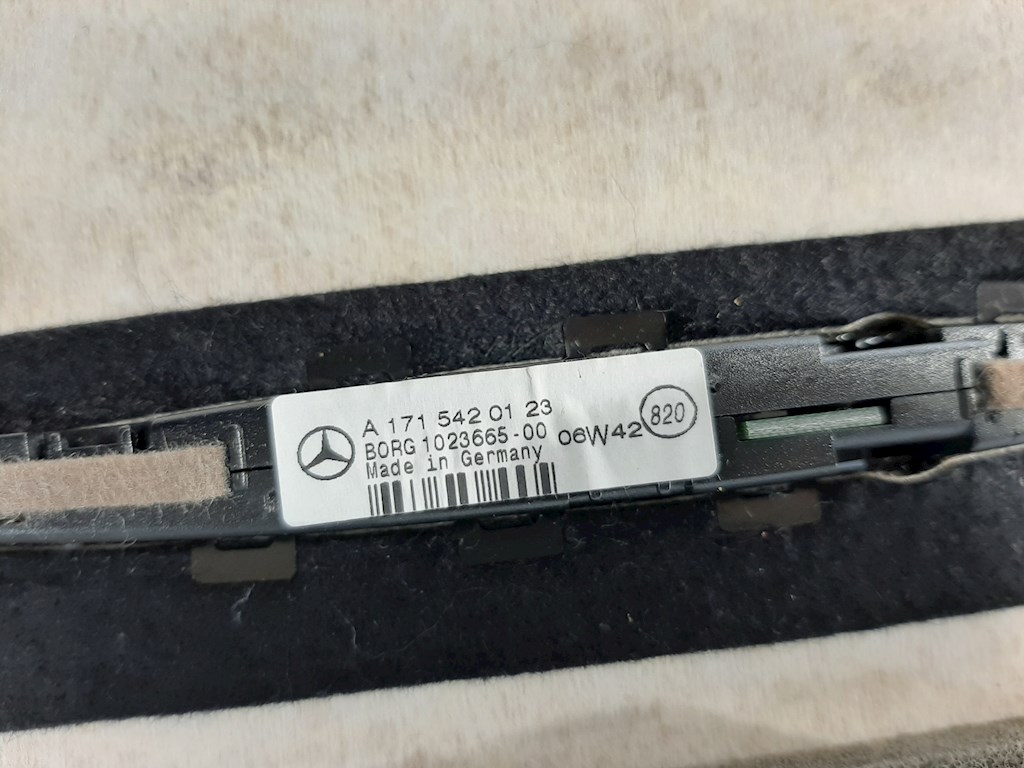 A 171 542 01 23
BORG 1023665-00 06W42 820
Made in Germany